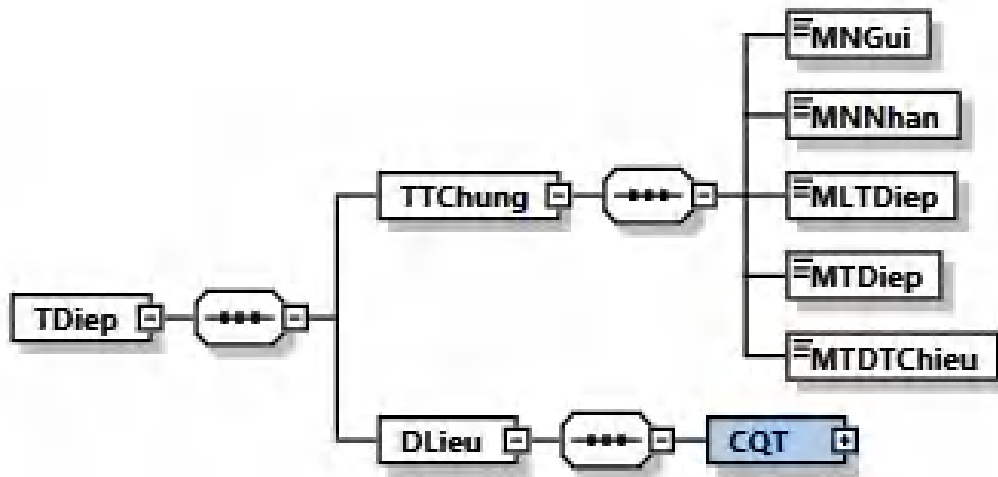 MNGui
MNNhan
TTChung
MLTDiep
MTDiep
TDiep
MTDTChieu
DLieu
CQT